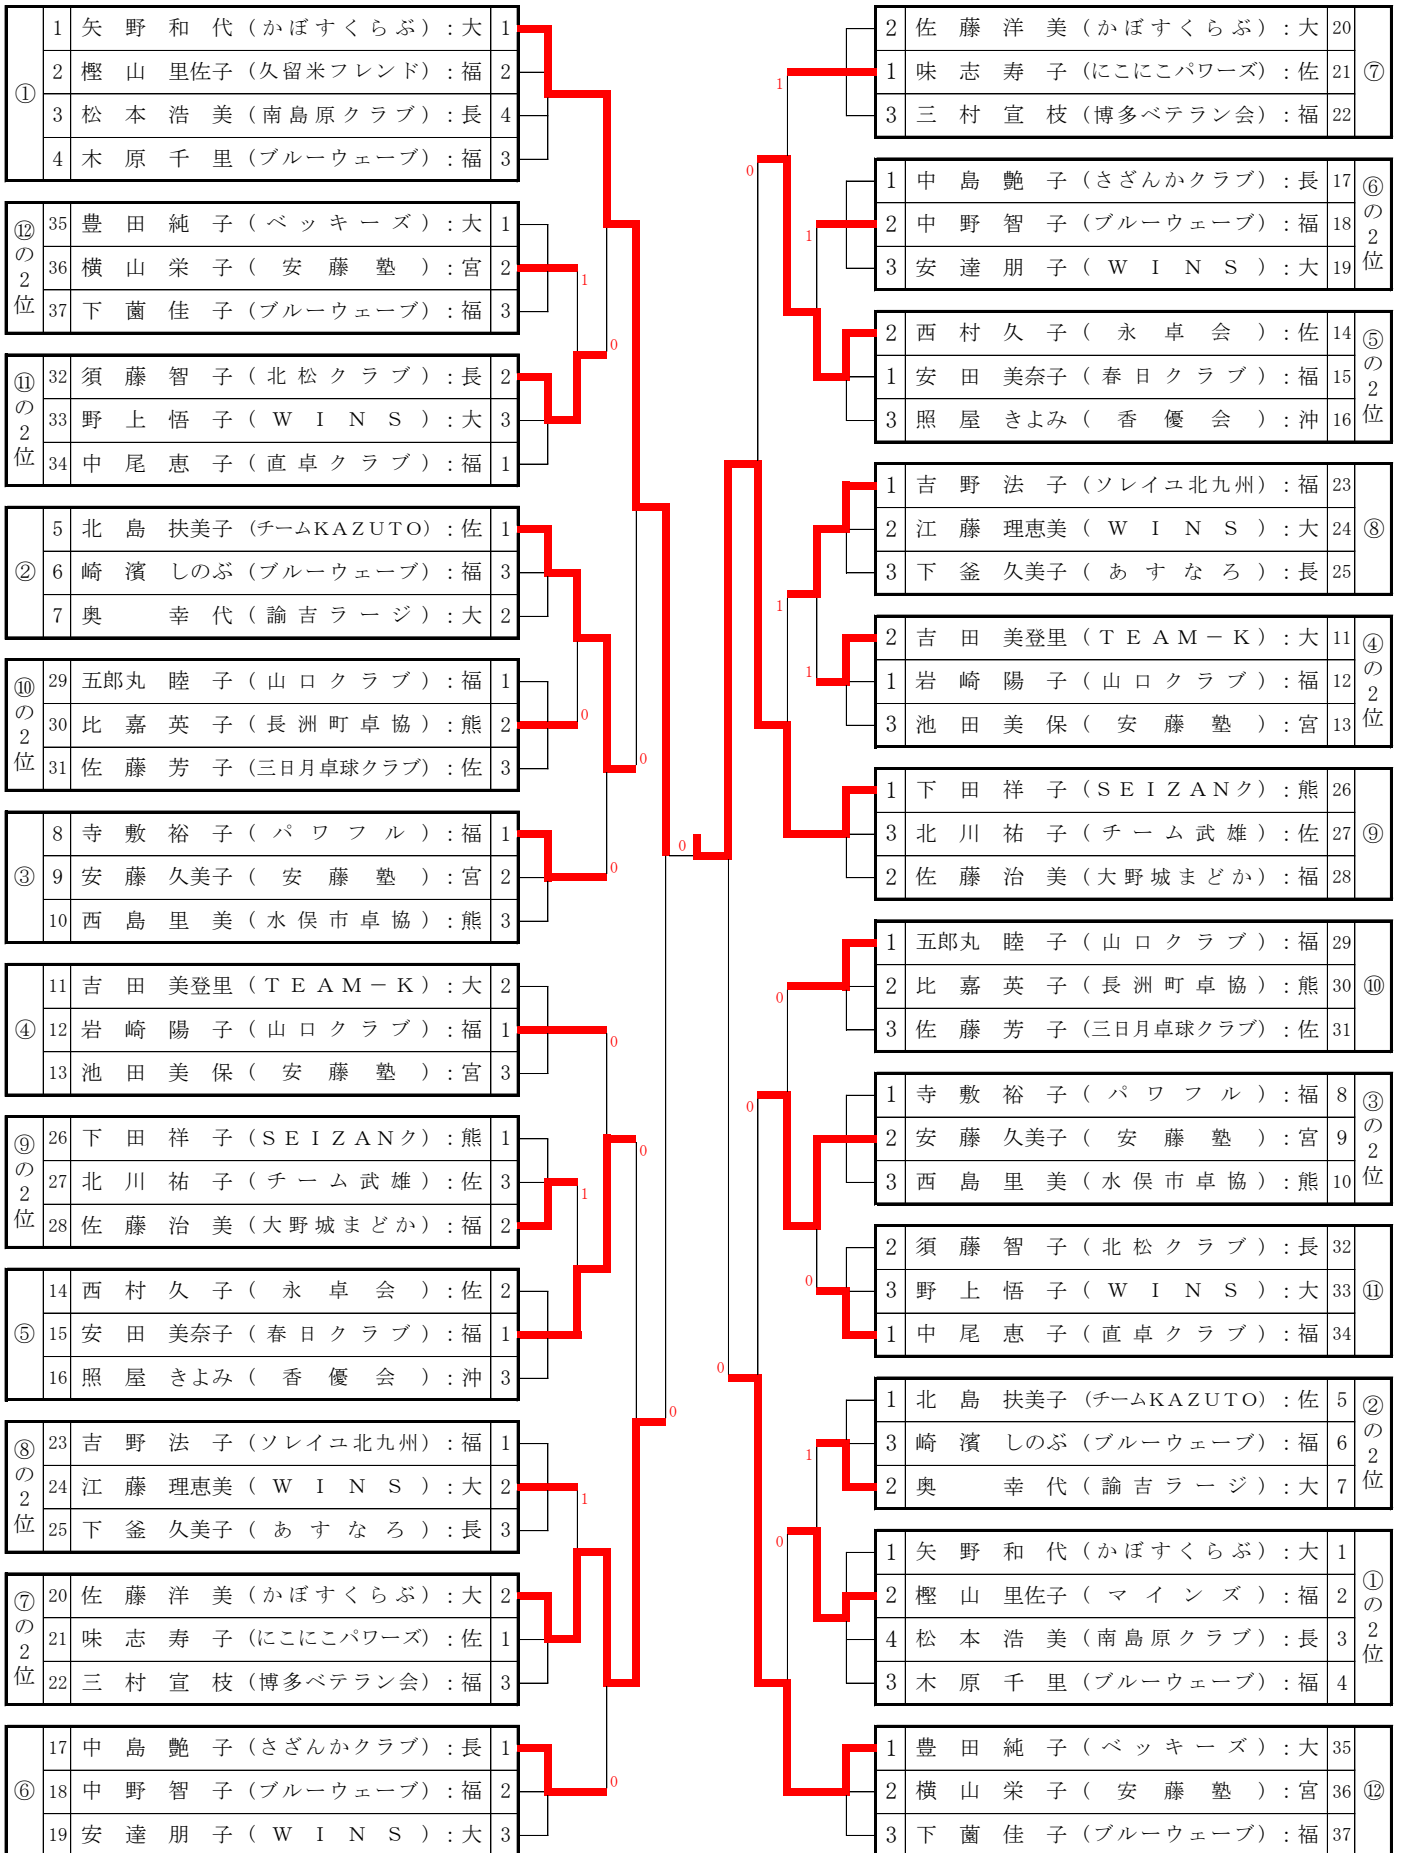 ①
1 矢野和代 (かぼすくらぶ) : 大 1
2 樫山里佐子 (久留米フレンド) : 福 2
3 松本浩美 (南島原クラブ) : 長 4
4 木原千里 (ブルーウェーブ) : 福 3
⑫の2位
35 豊田純子 (ベッキーズ) : 大 1
36 横山栄子 (安藤塾) : 宮 2
37 下薗佳子 (ブルーウェーブ) : 福 3
1
0
⑪の2位
32 須藤智子 (北松クラブ) : 長 2
33 野上悟子 (WINS) : 大 3
34 中尾恵子 (直卓クラブ) : 福 1
②
5 北島扶美子 (チームKAZUTO) : 佐 1
6 崎濱しのぶ (ブルーウェーブ) : 福 3
7 奥幸代 (諭吉ラージ) : 大 2
⑩の2位
29 五郎丸睦子 (山口クラブ) : 福 1
30 比嘉英子 (長洲町卓協) : 熊 2
31 佐藤芳子 (三日月卓球クラブ) : 佐 3
0
0
③
8 寺敷裕子 (パワフル) : 福 1
9 安藤久美子 (安藤塾) : 宮 2
10 西島里美 (水俣市卓協) : 熊 3
0
0
④
11 吉田美登里 (TEAM－K) : 大 2
12 岩崎陽子 (山口クラブ) : 福 1
13 池田美保 (安藤塾) : 宮 3
0
⑨の2位
26 下田祥子 (SEIZANク) : 熊 1
27 北川祐子 (チーム武雄) : 佐 3
28 佐藤治美 (大野城まどか) : 福 2
0
1
⑤
14 西村久子 (永卓会) : 佐 2
15 安田美奈子 (春日クラブ) : 福 1
16 照屋きよみ (香優会) : 沖 3
0
⑧の2位
23 吉野法子 (ソレイユ北九州) : 福 1
24 江藤理恵美 (WINS) : 大 2
25 下釜久美子 (あすなろ) : 長 3
1
⑦の2位
20 佐藤洋美 (かぼすくらぶ) : 大 2
21 味志寿子 (にこにこパワーズ) : 佐 1
22 三村宣枝 (博多ベテラン会) : 福 3
⑥
17 中島艶子 (さざんかクラブ) : 長 1
18 中野智子 (ブルーウェーブ) : 福 2
19 安達朋子 (WINS) : 大 3
0
2 佐藤洋美 (かぼすくらぶ) : 大 20
1 味志寿子 (にこにこパワーズ) : 佐 21
3 三村宣枝 (博多ベテラン会) : 福 22
⑦
1
0
1 中島艶子 (さざんかクラブ) : 長 17
2 中野智子 (ブルーウェーブ) : 福 18
3 安達朋子 (WINS) : 大 19
⑥の2位
1
2 西村久子 (永卓会) : 佐 14
1 安田美奈子 (春日クラブ) : 福 15
3 照屋きよみ (香優会) : 沖 16
⑤の2位
1 吉野法子 (ソレイユ北九州) : 福 23
2 江藤理恵美 (WINS) : 大 24
3 下釜久美子 (あすなろ) : 長 25
⑧
1
2 吉田美登里 (TEAM－K) : 大 11
1 岩崎陽子 (山口クラブ) : 福 12
3 池田美保 (安藤塾) : 宮 13
④の2位
1
1 下田祥子 (SEIZANク) : 熊 26
3 北川祐子 (チーム武雄) : 佐 27
2 佐藤治美 (大野城まどか) : 福 28
⑨
1 五郎丸睦子 (山口クラブ) : 福 29
2 比嘉英子 (長洲町卓協) : 熊 30
3 佐藤芳子 (三日月卓球クラブ) : 佐 31
⑩
0
0
1 寺敷裕子 (パワフル) : 福 8
2 安藤久美子 (安藤塾) : 宮 9
3 西島里美 (水俣市卓協) : 熊 10
③の2位
2 須藤智子 (北松クラブ) : 長 32
3 野上悟子 (WINS) : 大 33
1 中尾恵子 (直卓クラブ) : 福 34
⑪
0
0
1 北島扶美子 (チームKAZUTO) : 佐 5
3 崎濱しのぶ (ブルーウェーブ) : 福 6
2 奥幸代 (諭吉ラージ) : 大 7
②の2位
1
0
1 矢野和代 (かぼすくらぶ) : 大 1
2 樫山里佐子 (マインズ) : 福 2
4 松本浩美 (南島原クラブ) : 長 3
3 木原千里 (ブルーウェーブ) : 福 4
①の2位
1 豊田純子 (ベッキーズ) : 大 35
2 横山栄子 (安藤塾) : 宮 36
3 下薗佳子 (ブルーウェーブ) : 福 37
⑫